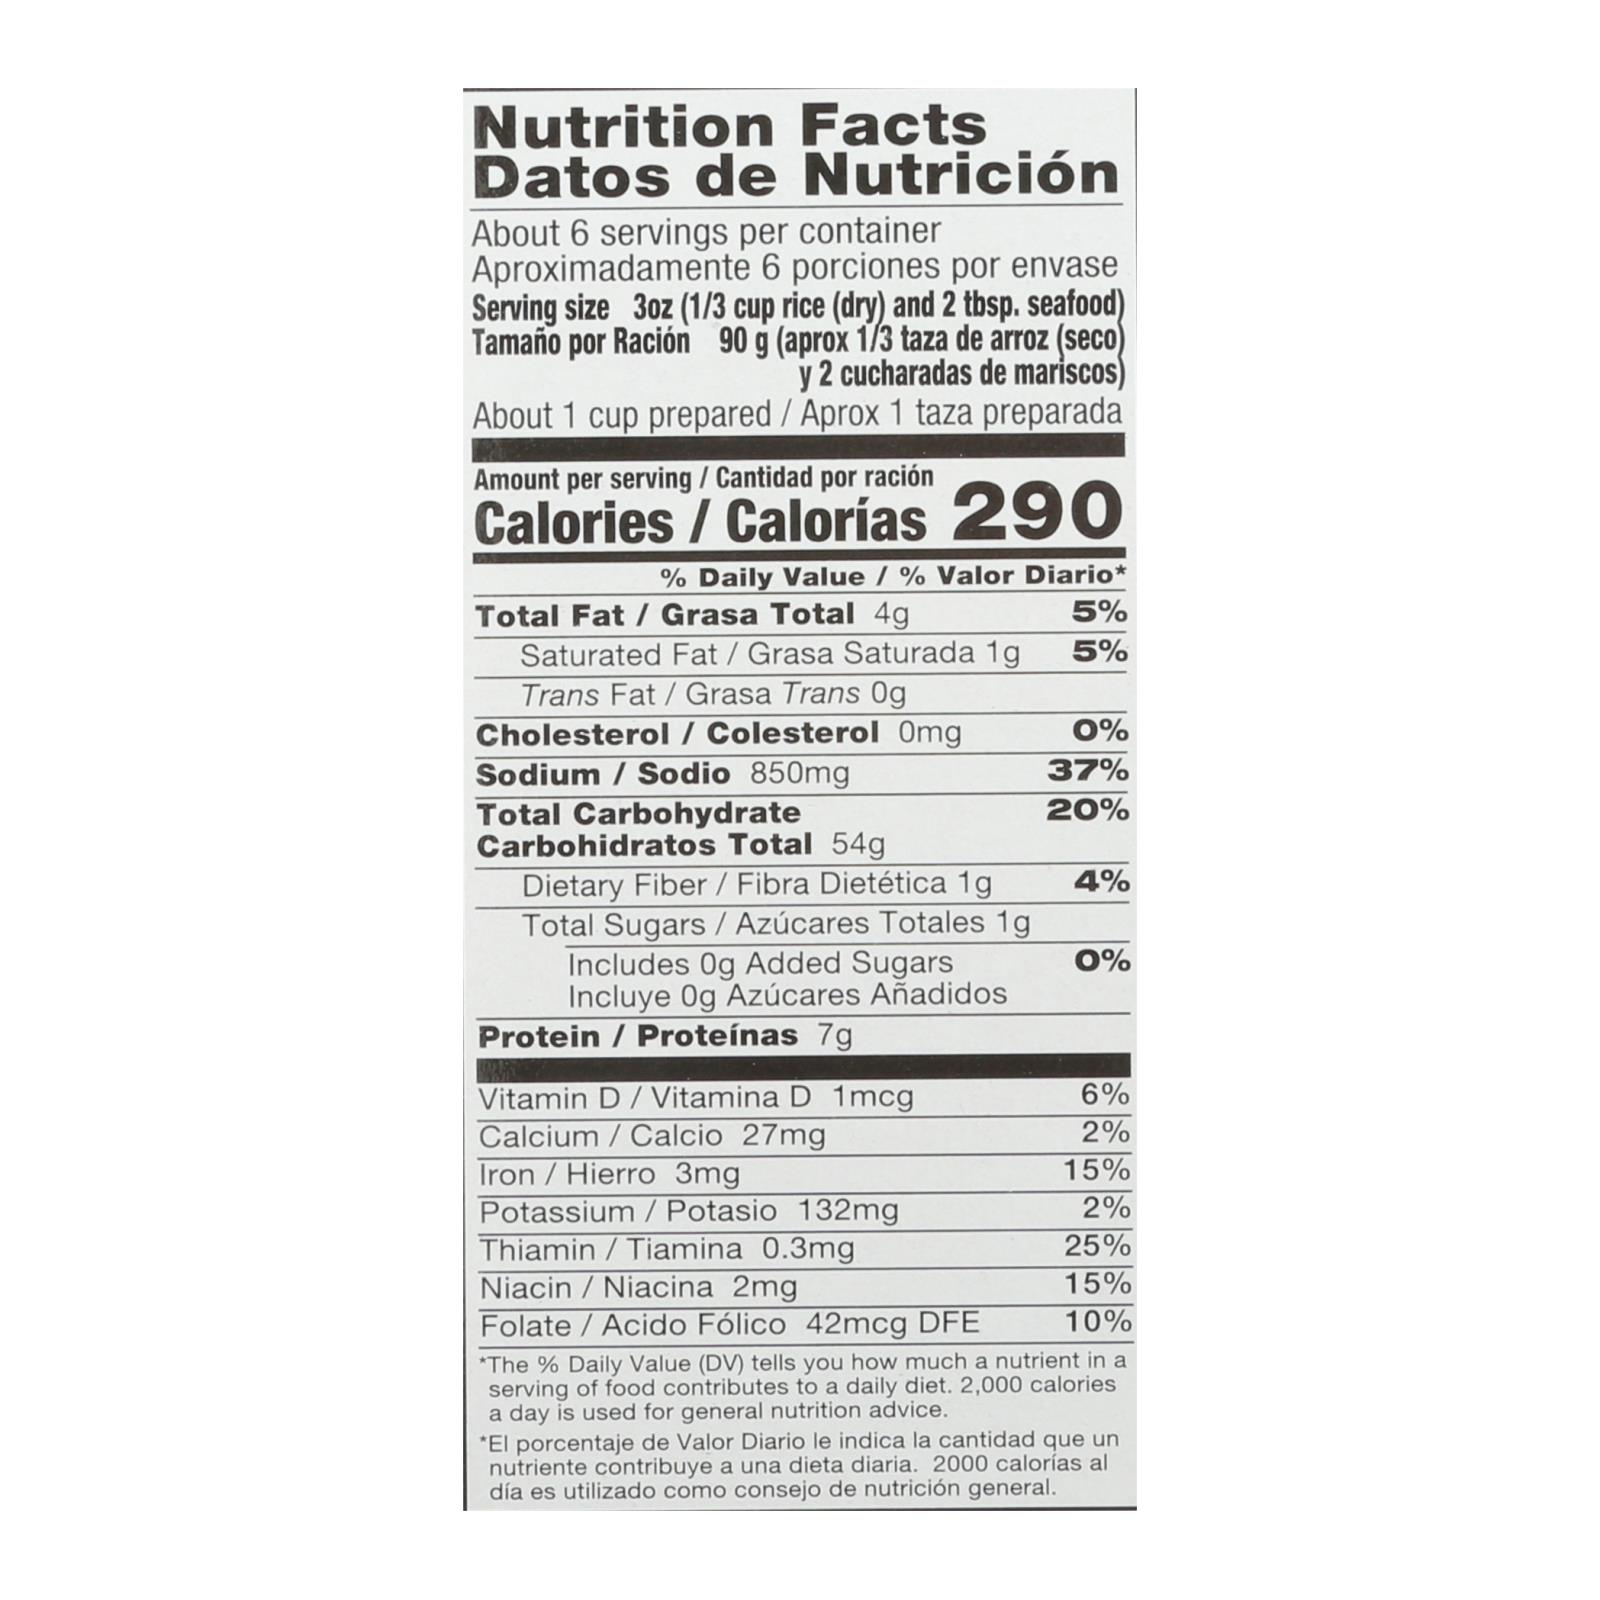 Nutrition Facts
Datos de Nutrición
About 6 servings per container
Aproximadamente 6 porciones por envase
Serving size 3oz (1/3 cup rice (dry) and 2 tbsp. seafood)
Tamaño por Ración 90 g (aprox 1/3 taza de arroz (seco)
y 2 cucharadas de mariscos)
About 1 cup prepared / Aprox 1 taza preparada
Amount per serving / Cantidad por ración
Calories / Calorías 290
% Daily Value / % Valor Diario*
Total Fat / Grasa Total 4g 5%
Saturated Fat / Grasa Saturada 1g 5%
Trans Fat / Grasa Trans 0g
Cholesterol / Colesterol 0mg 0%
Sodium / Sodio 850mg 37%
Total Carbohydrate 20%
Carbohidratos Total 54g
Dietary Fiber / Fibra Dietética 1g 4%
Total Sugars / Azúcares Totales 1g
Includes 0g Added Sugars 0%
Incluye 0g Azúcares Añadidos
Protein / Proteínas 7g
Vitamin D / Vitamina D 1mcg 6%
Calcium / Calcio 27mg 2%
Iron / Hierro 3mg 15%
Potassium / Potasio 132mg 2%
Thiamin / Tiamina 0.3mg 25%
Niacin / Niacina 2mg 15%
Folate / Acido Fólico 42mcg DFE 10%
*The % Daily Value (DV) tells you how much a nutrient in a
serving of food contributes to a daily diet. 2,000 calories
a day is used for general nutrition advice.
*El porcentaje de Valor Diario le indica la cantidad que un
nutriente contribuye a una dieta diaria. 2000 calorías al
día es utilizado como consejo de nutrición general.